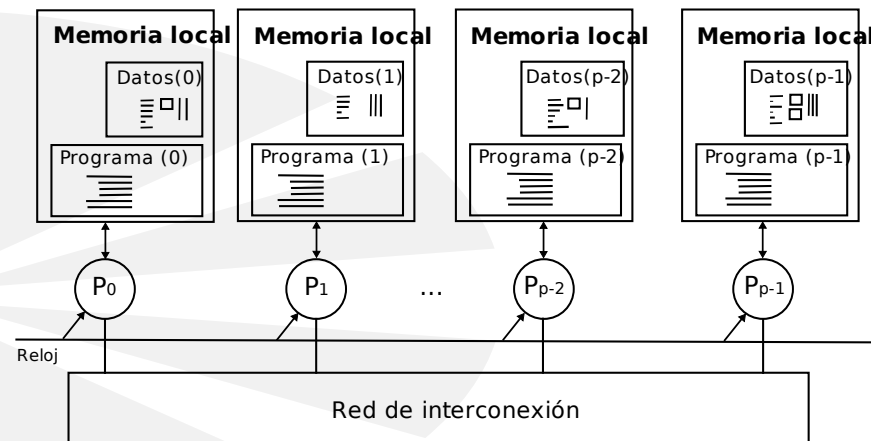 Memoria local Memoria local Memoria local Memoria local
Datos(0) Datos(1) Datos(p-2) Datos(p-1)
Programa (0) Programa (1) Programa (p-2) Programa (p-1)
P0 P1 ... Pp-2 Pp-1
Reloj
Red de interconexión